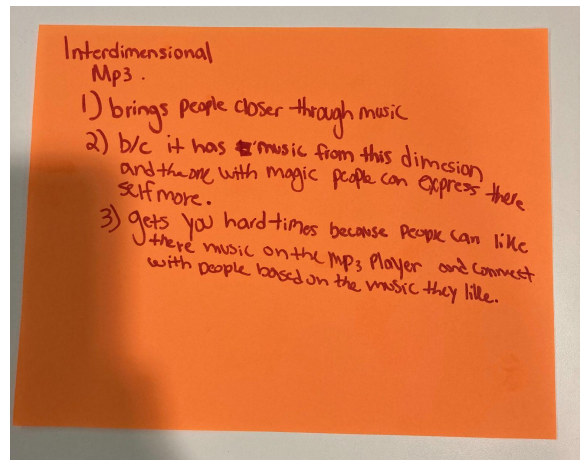 Interdimensional
Mp3.
1) brings people closer through music
2) b/c it has music from this dimesion
and the one with magic people can express there
self more.
3) gets you hard times because people can like
there music on the Mp3 Player and connect
with people based on the music they like.